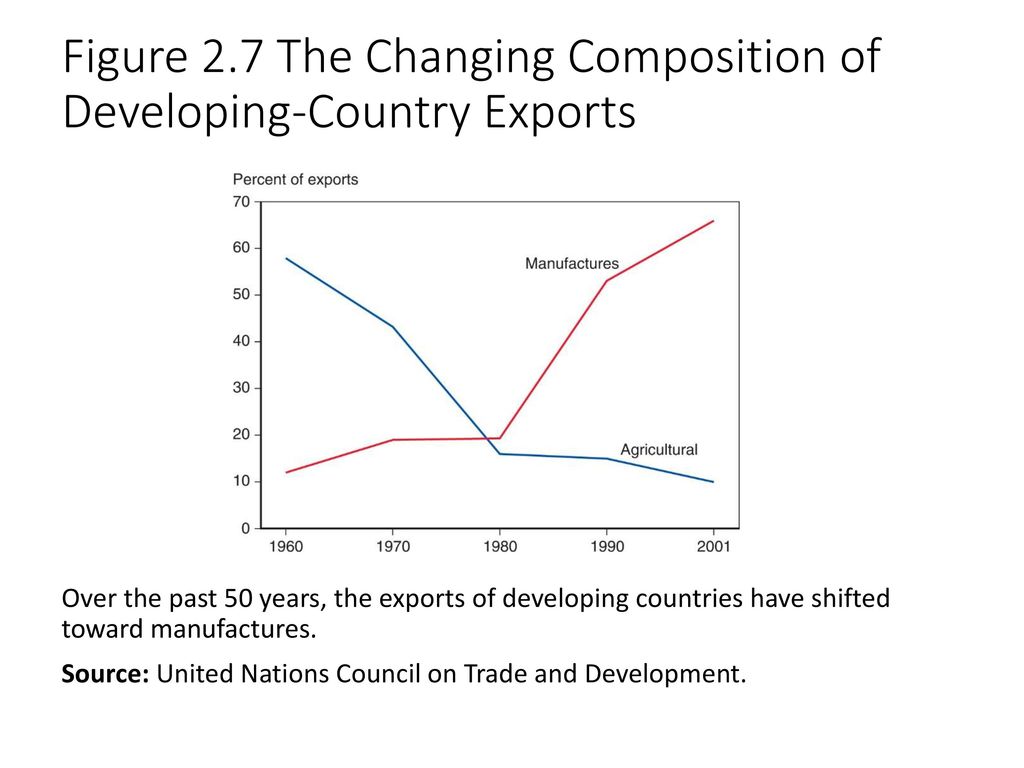 Figure 2.7 The Changing Composition of
Developing-Country Exports
Percent of exports
70
60
50
40
30
20
10
0
Manufactures
Agricultural
1960 1970 1980 1990 2001
Over the past 50 years, the exports of developing countries have shifted
toward manufactures.
Source: United Nations Council on Trade and Development.